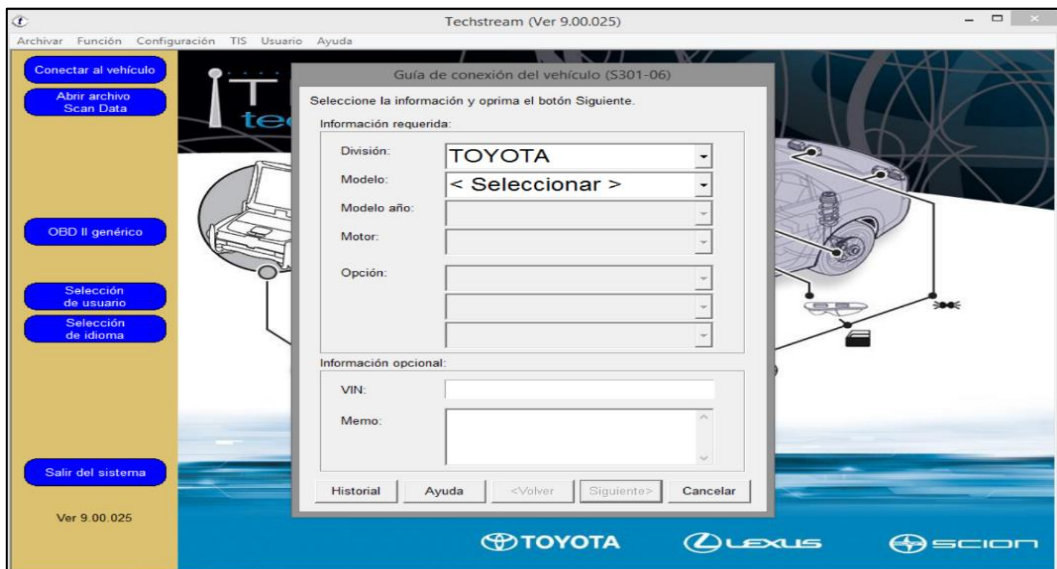 Techstream (Ver 9.00.025)
Archivar Función Configuración TIS Usuario Ayuda
Conectar al vehículo
Abrir archivo
Scan Data
OBD II genérico
Selección
de usuario
Selección
de idioma
Salir del sistema
Ver 9.00.025
Guía de conexión del vehículo (S301-06)
Seleccione la información y oprima el botón Siguiente.
Información requerida:
División: TOYOTA
Modelo: < Seleccionar >
Modelo año:
Motor:
Opción:
Información opcional:
VIN:
Memo:
Historial Ayuda <Volver Siguiente> Cancelar
TOYOTA LEXUS SCION